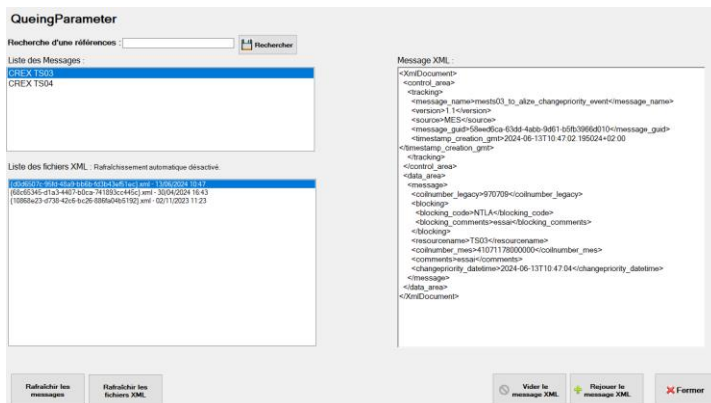 QueingParameter
Recherche d'une références :
Rechercher
Liste des Messages :
CREX TS03
CREX TS04
Liste des fichiers XML : Rafraîchissement automatique désactivé.
{d0d6507c-95fd-48a9-bb6b-fd3b43ef51ec}.xml - 13/06/2024 10:47
{68c65345-d1a3-4407-b0ca-741893cc445c}.xml - 30/04/2024 16:43
{10868e23-d738-42c6-bc26-886fa04b5192}.xml - 02/11/2023 11:23
Message XML :
<XmlDocument>
<control_area>
<tracking>
<message_name>mests03_to_alize_changepriority_event</message_name>
<version>1.1</version>
<source>MES</source>
<message_guid>58eed6ca-63dd-4abb-9d61-b5fb3966d010</message_guid>
<timestamp_creation_gmt>2024-06-13T10:47:02.195024+02:00
</timestamp_creation_gmt>
</tracking>
</control_area>
<data_area>
<message>
<coilnumber_legacy>970709</coilnumber_legacy>
<blocking>
<blocking_code>NTLA</blocking_code>
<blocking_comments>essai</blocking_comments>
</blocking>
<resourcename>TS03</resourcename>
<coilnumber_mes>41071178000000</coilnumber_mes>
<comments>essai</comments>
<changepriority_datetime>2024-06-13T10:47:04</changepriority_datetime>
</message>
</data_area>
</XmlDocument>
Rafraîchir les
messages
Rafraîchir les
fichiers XML
Vider le
message XML
Rejouer le
message XML
Fermer